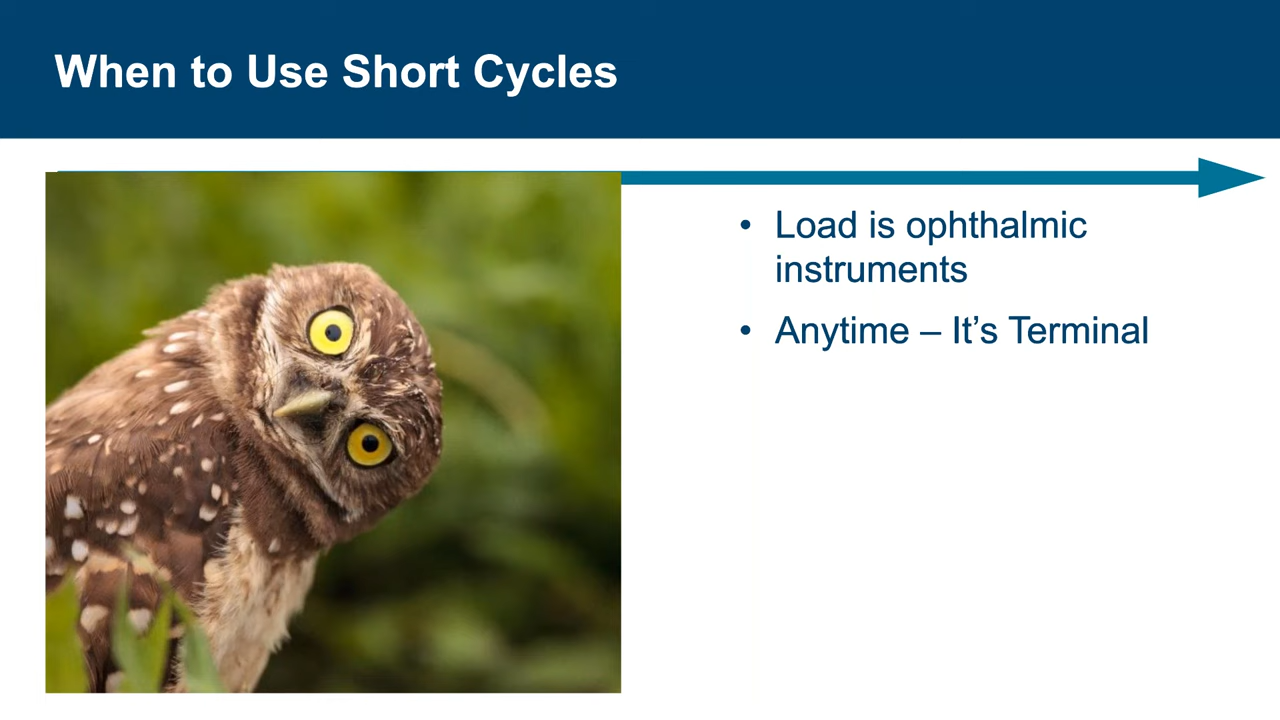 When to Use Short Cycles
• Load is ophthalmic
instruments
• Anytime – It’s Terminal